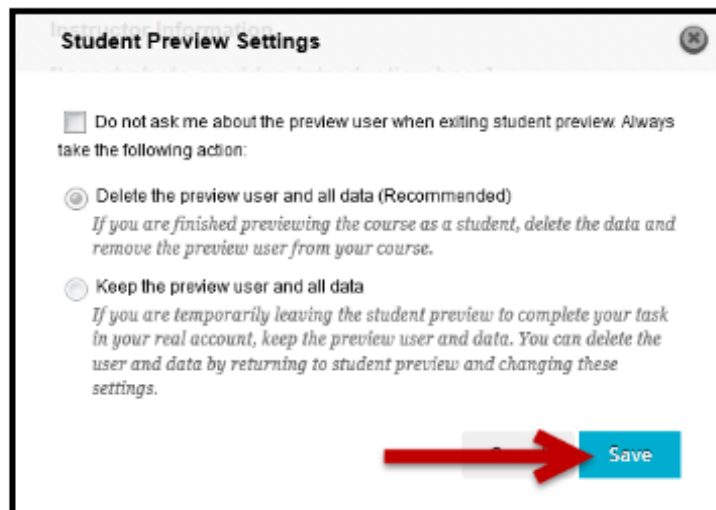 Instructor Information
Student Preview Settings
Do not ask me about the preview user when exiting student preview. Always
take the following action:
Delete the preview user and all data (Recommended)
If you are finished previewing the course as a student, delete the data and
remove the preview user from your course.
Keep the preview user and all data
If you are temporarily leaving the student preview to complete your task
in your real account, keep the preview user and data. You can delete the
user and data by returning to student preview and changing these
settings.
Save